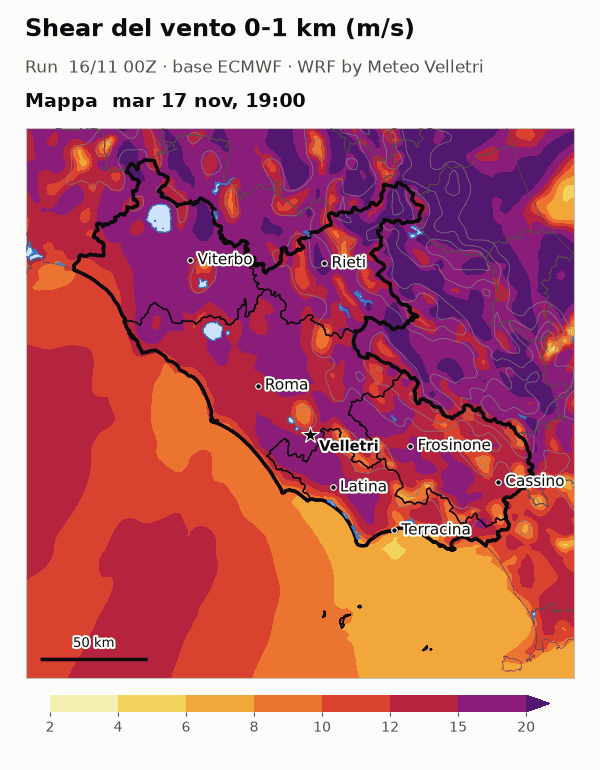 Shear del vento 0-1 km (m/s)
Run  16/11 00Z · base ECMWF · WRF by Meteo Velletri
Mappa  mar 17 nov, 19:00
Viterbo
Rieti
Roma
Velletri
Frosinone
Latina
Cassino
Terracina
50 km
2 4 6 8 10 12 15 20